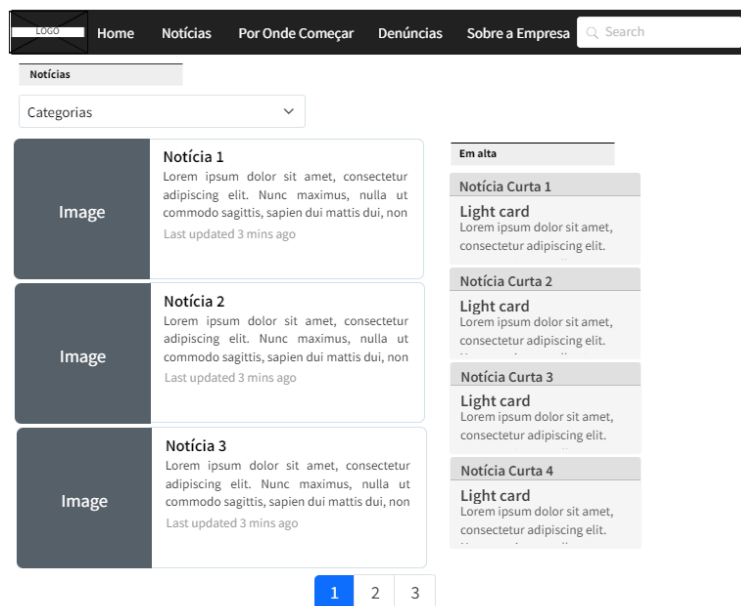 LOGO
Home
Notícias
Por Onde Começar
Denúncias
Sobre a Empresa
Search
Notícias
Categorias
Image
Notícia 1
Lorem ipsum dolor sit amet, consectetur
adipiscing elit. Nunc maximus, nulla ut
commodo sagittis, sapien dui mattis dui, non
Last updated 3 mins ago
Image
Notícia 2
Lorem ipsum dolor sit amet, consectetur
adipiscing elit. Nunc maximus, nulla ut
commodo sagittis, sapien dui mattis dui, non
Last updated 3 mins ago
Image
Notícia 3
Lorem ipsum dolor sit amet, consectetur
adipiscing elit. Nunc maximus, nulla ut
commodo sagittis, sapien dui mattis dui, non
Last updated 3 mins ago
Em alta
Notícia Curta 1
Light card
Lorem ipsum dolor sit amet,
consectetur adipiscing elit.
Notícia Curta 2
Light card
Lorem ipsum dolor sit amet,
consectetur adipiscing elit.
Notícia Curta 3
Light card
Lorem ipsum dolor sit amet,
consectetur adipiscing elit.
Notícia Curta 4
Light card
Lorem ipsum dolor sit amet,
consectetur adipiscing elit.
1 2 3